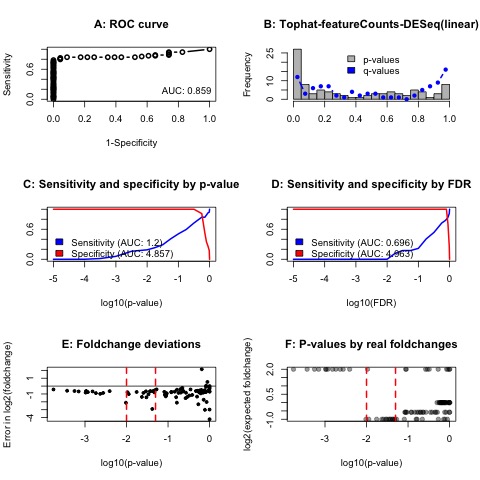 A: ROC curve
Sensitivity
0.0
0.6
AUC: 0.859
0.0 0.2 0.4 0.6 0.8 1.0
1-Specificity
B: Tophat-featureCounts-DESeq(linear)
Frequency
0 10 25
p-values
q-values
0.0 0.2 0.4 0.6 0.8 1.0
C: Sensitivity and specificity by p-value
0.0 0.6
Sensitivity (AUC: 1.2)
Specificity (AUC: 4.857)
-5 -4 -3 -2 -1 0
log10(p-value)
D: Sensitivity and specificity by FDR
0.0 0.6
Sensitivity (AUC: 0.696)
Specificity (AUC: 4.963)
-5 -4 -3 -2 -1 0
log10(FDR)
E: Foldchange deviations
Error in log2(foldchange)
-4 -1 1
-3 -2 -1 0
log10(p-value)
F: P-values by real foldchanges
log2(expected foldchange)
-1.0 0.5 2.0
-3 -2 -1 0
log10(p-value)